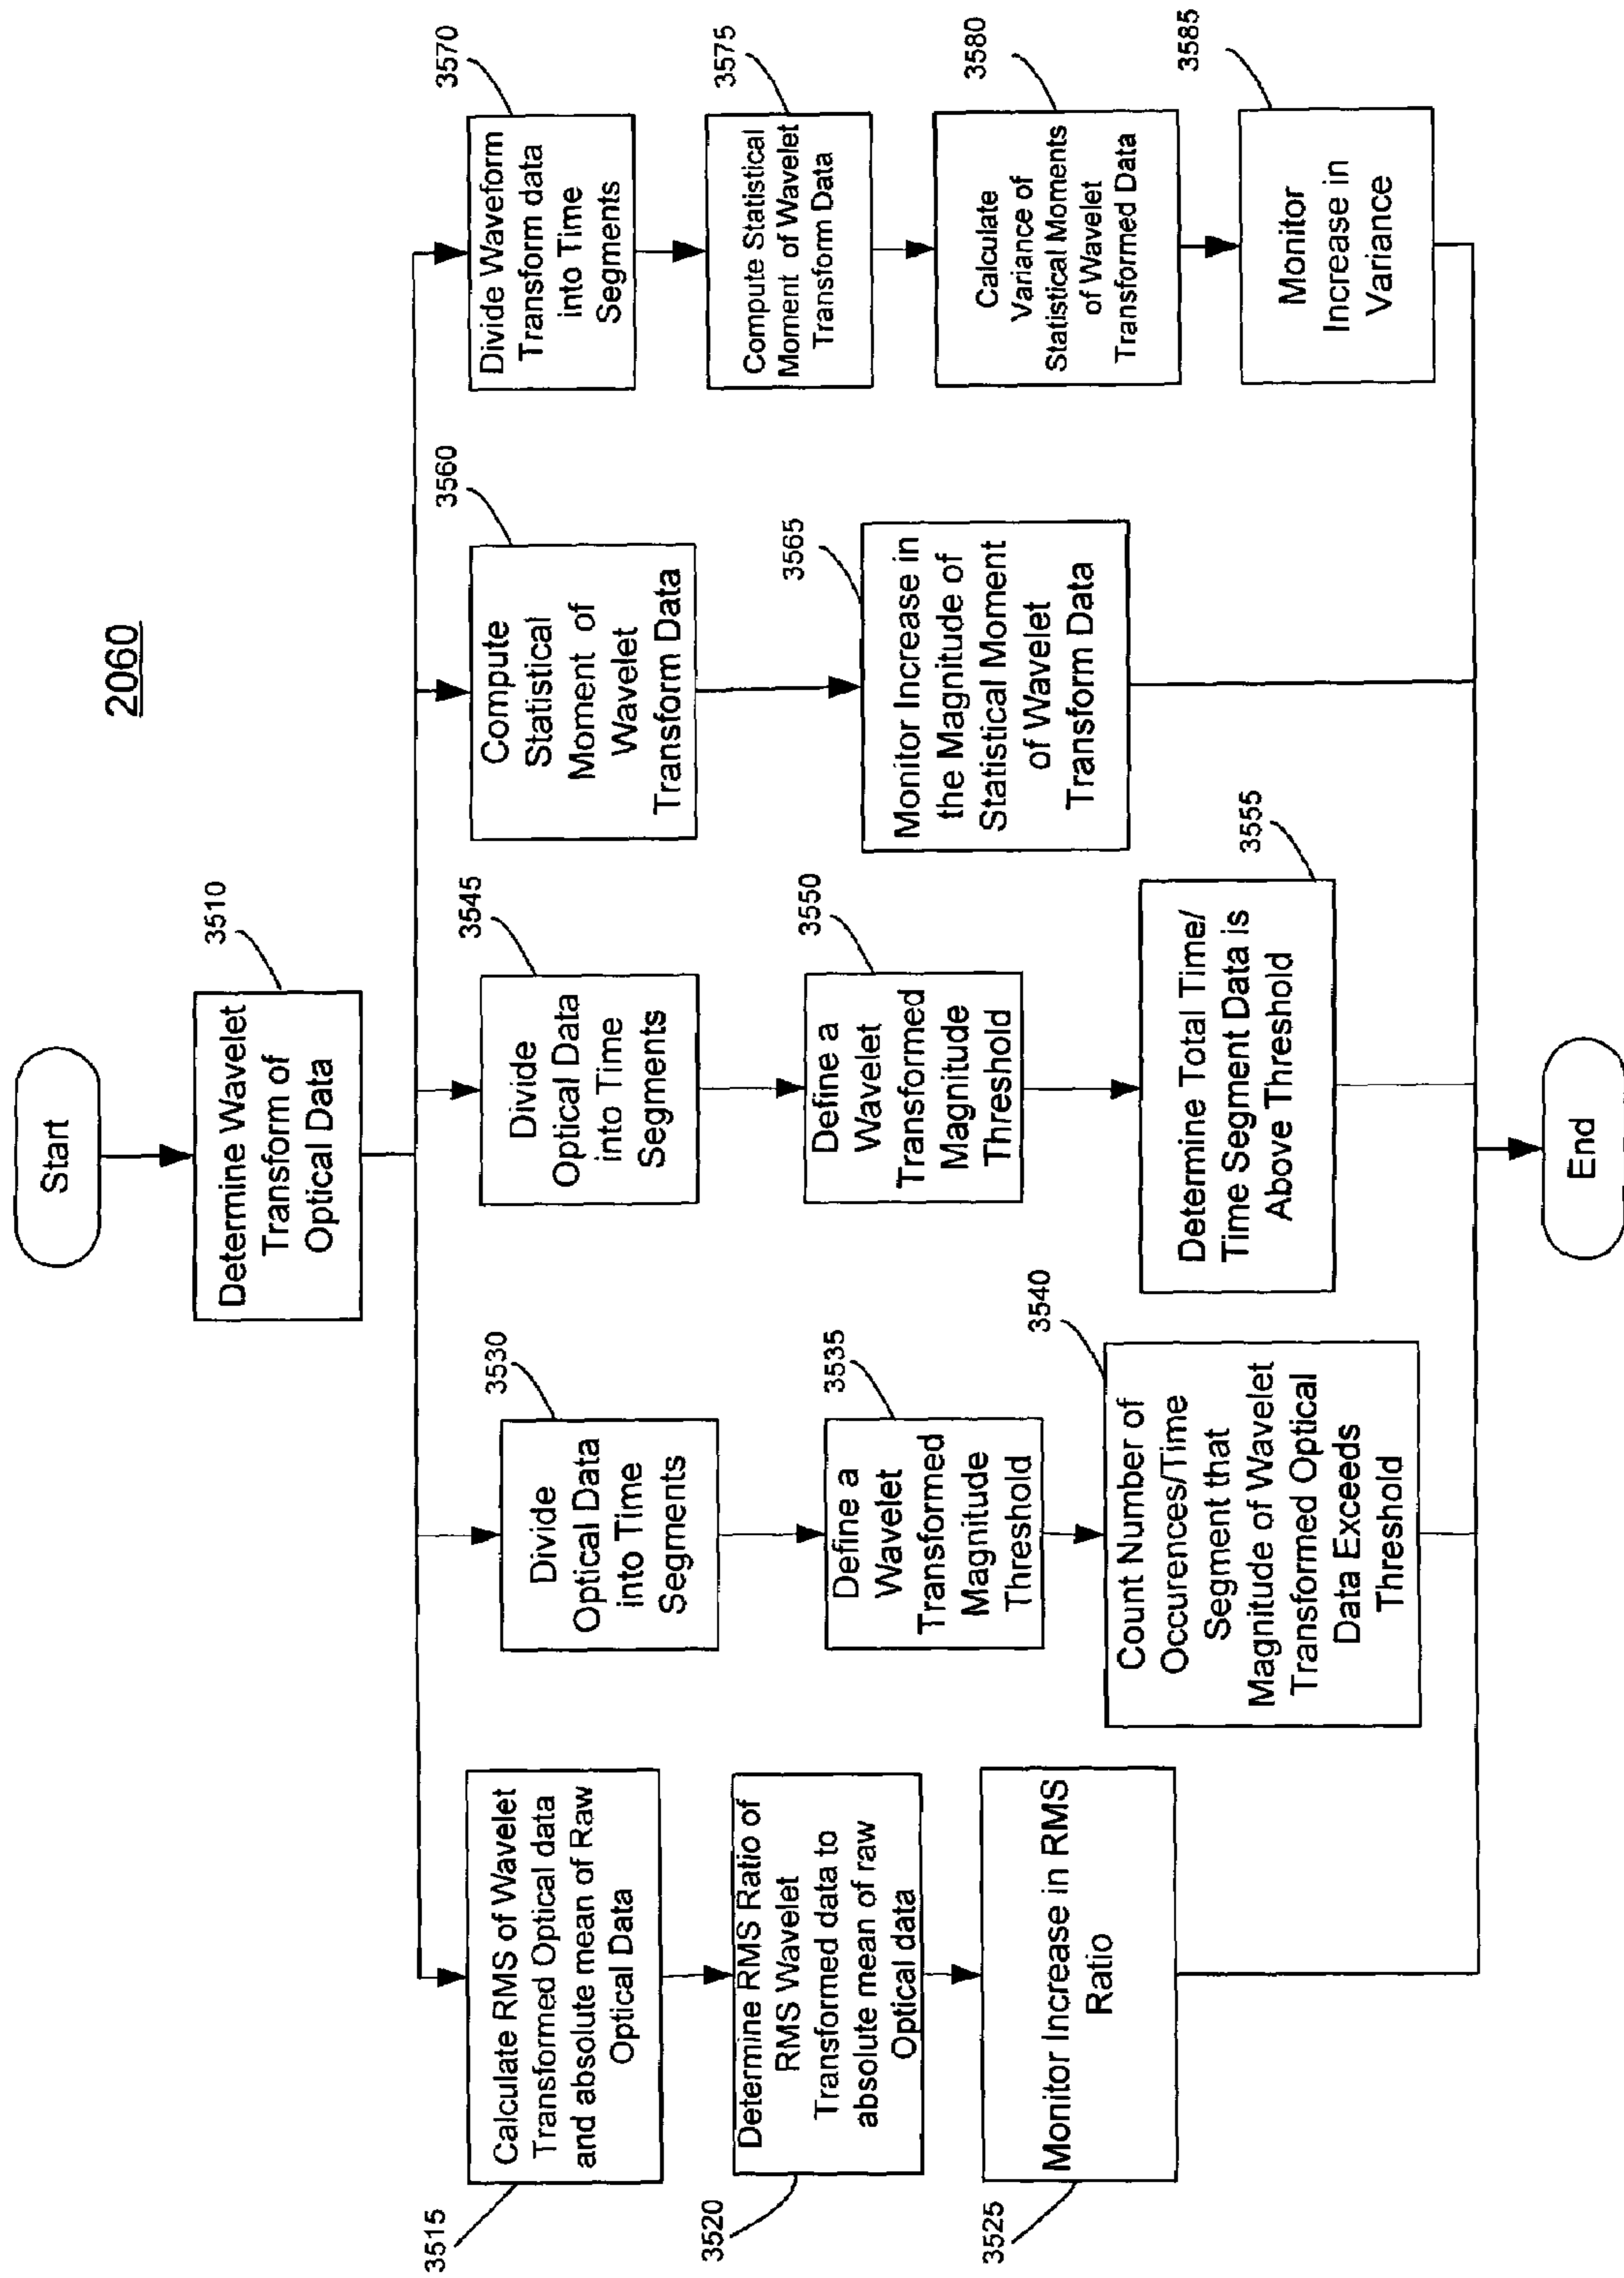 2060
Start
3510
Determine Wavelet
Transform of
Optical Data
3515
Calculate RMS of Wavelet
Transformed Optical data
and absolute mean of Raw
Optical Data
3520
Determine RMS Ratio of
RMS Wavelet
Transformed data to
absolute mean of raw
Optical data
3525
Monitor Increase in RMS
Ratio
3530
Divide
Optical Data
into Time
Segments
3535
Define a
Wavelet
Transformed
Magnitude
Threshold
3540
Count Number of
Occurences/Time
Segment that
Magnitude of Wavelet
Transformed Optical
Data Exceeds
Threshold
3545
Divide
Optical Data
into Time
Segments
3550
Define a
Wavelet
Transformed
Magnitude
Threshold
3555
Determine Total Time/
Time Segment Data is
Above Threshold
3560
Compute
Statistical
Moment of
Wavelet
Transform Data
3565
Monitor Increase in
the Magnitude of
Statistical Moment
of Wavelet
Transform Data
3570
Divide Waveform
Transform data
into Time
Segments
3575
Compute Statistical
Moment of Wavelet
Transform Data
3580
Calculate
Variance of
Statistical Moments
of Wavelet
Transformed Data
3585
Monitor
Increase in
Variance
End